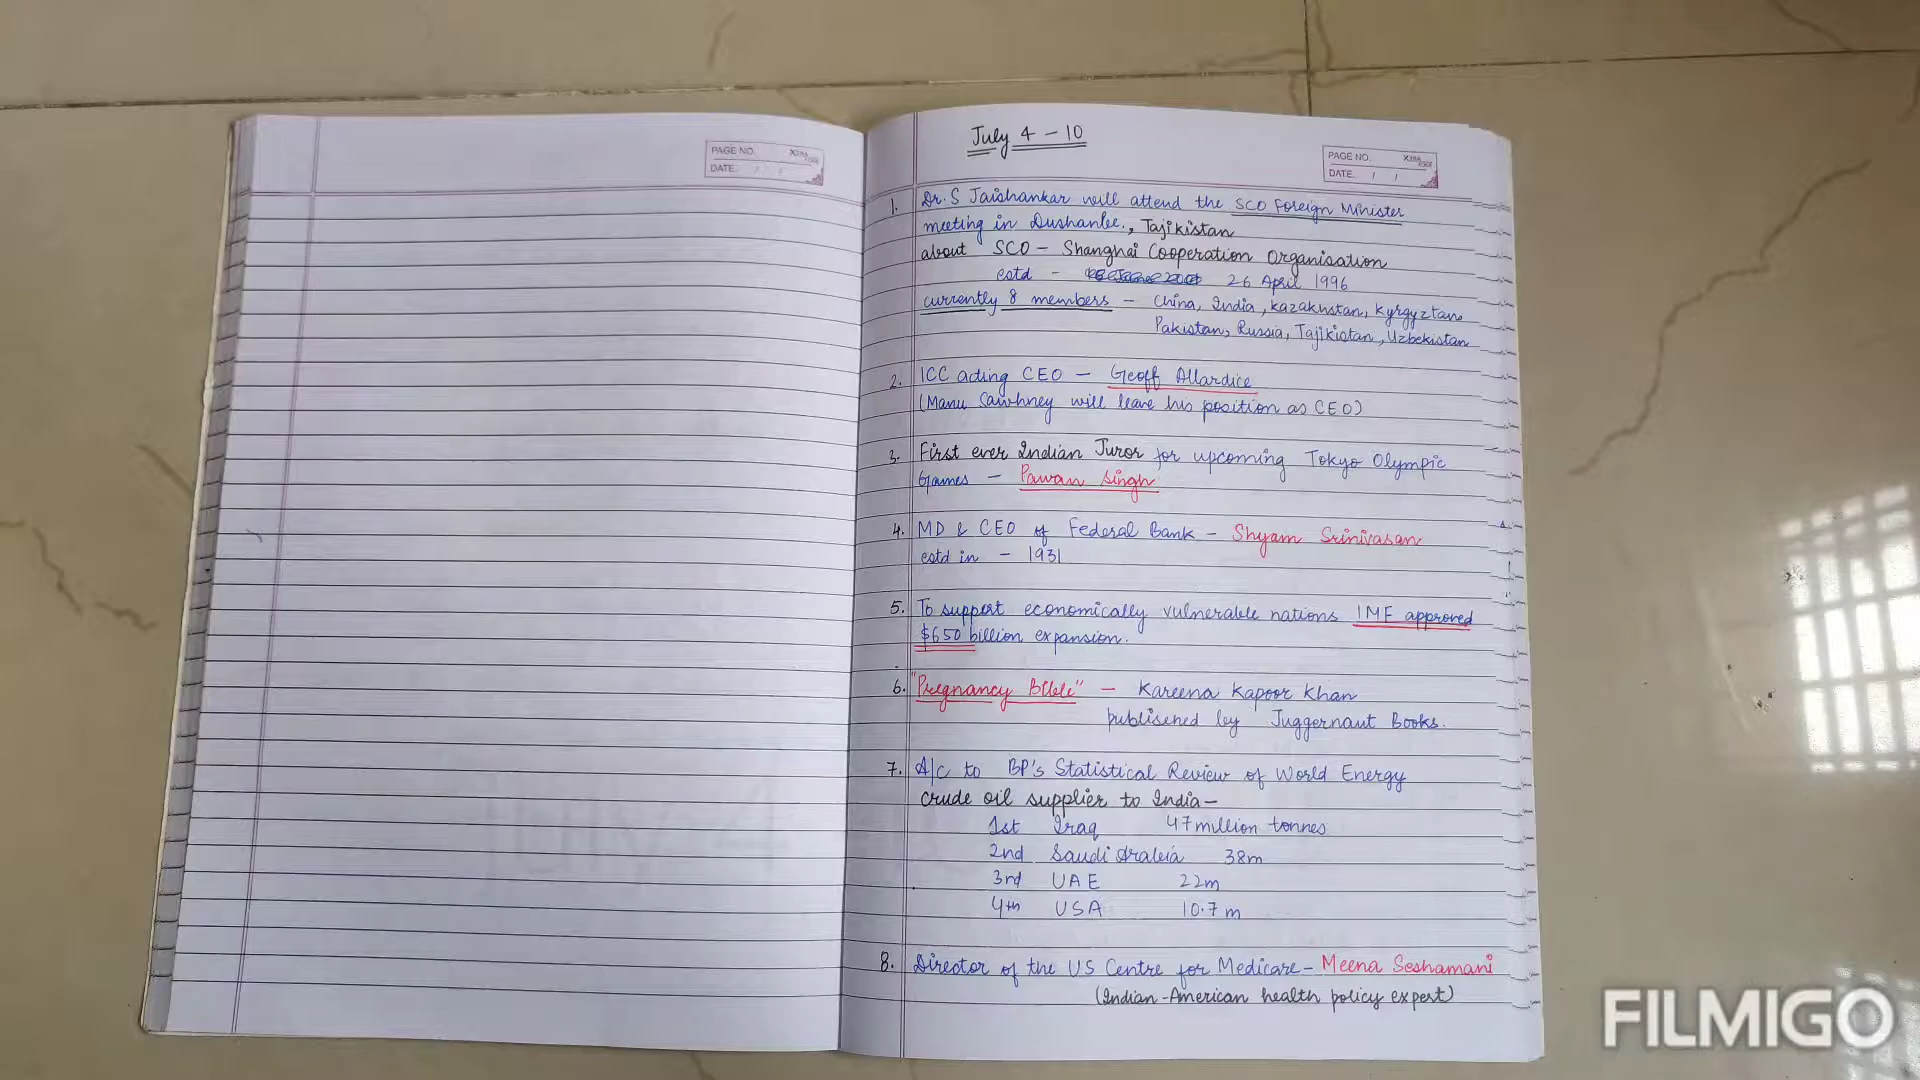 PAGE NO.
DATE / /
July 4 - 10
PAGE NO.
DATE / /
1. Dr. S Jaishankar will attend the SCO Foreign Minister
meeting in Dushanbe., Tajikistan
about SCO - Shanghai Cooperation Organisation
estd - 26 April 1996
currently 8 members - China, India, Kazakhstan, Kyrgyztan
Pakistan, Russia, Tajikistan, Uzbekistan
2. ICC acting CEO - Geoff Allardice
(Manu Sawhney will leave his position as CEO)
3. First ever Indian Juror for upcoming Tokyo Olympic
Games - Pawan Singh
4. MD & CEO of Federal Bank - Shyam Srinivasan
estd in - 1931
5. To support economically vulnerable nations IMF approved
$650 billion expansion.
6. "Pregnancy Bible" - Kareena Kapoor Khan
publisehed by Juggernaut Books.
7. A/c to BP's Statistical Review of World Energy
crude oil supplier to India -
1st Iraq 47 million tonnes
2nd Saudi Arabia 38m
3rd UAE 22m
4th USA 10.7 m
8. Director of the US Centre for Medicare - Meena Seshamani
(Indian-American health policy expert)
FILMIGO